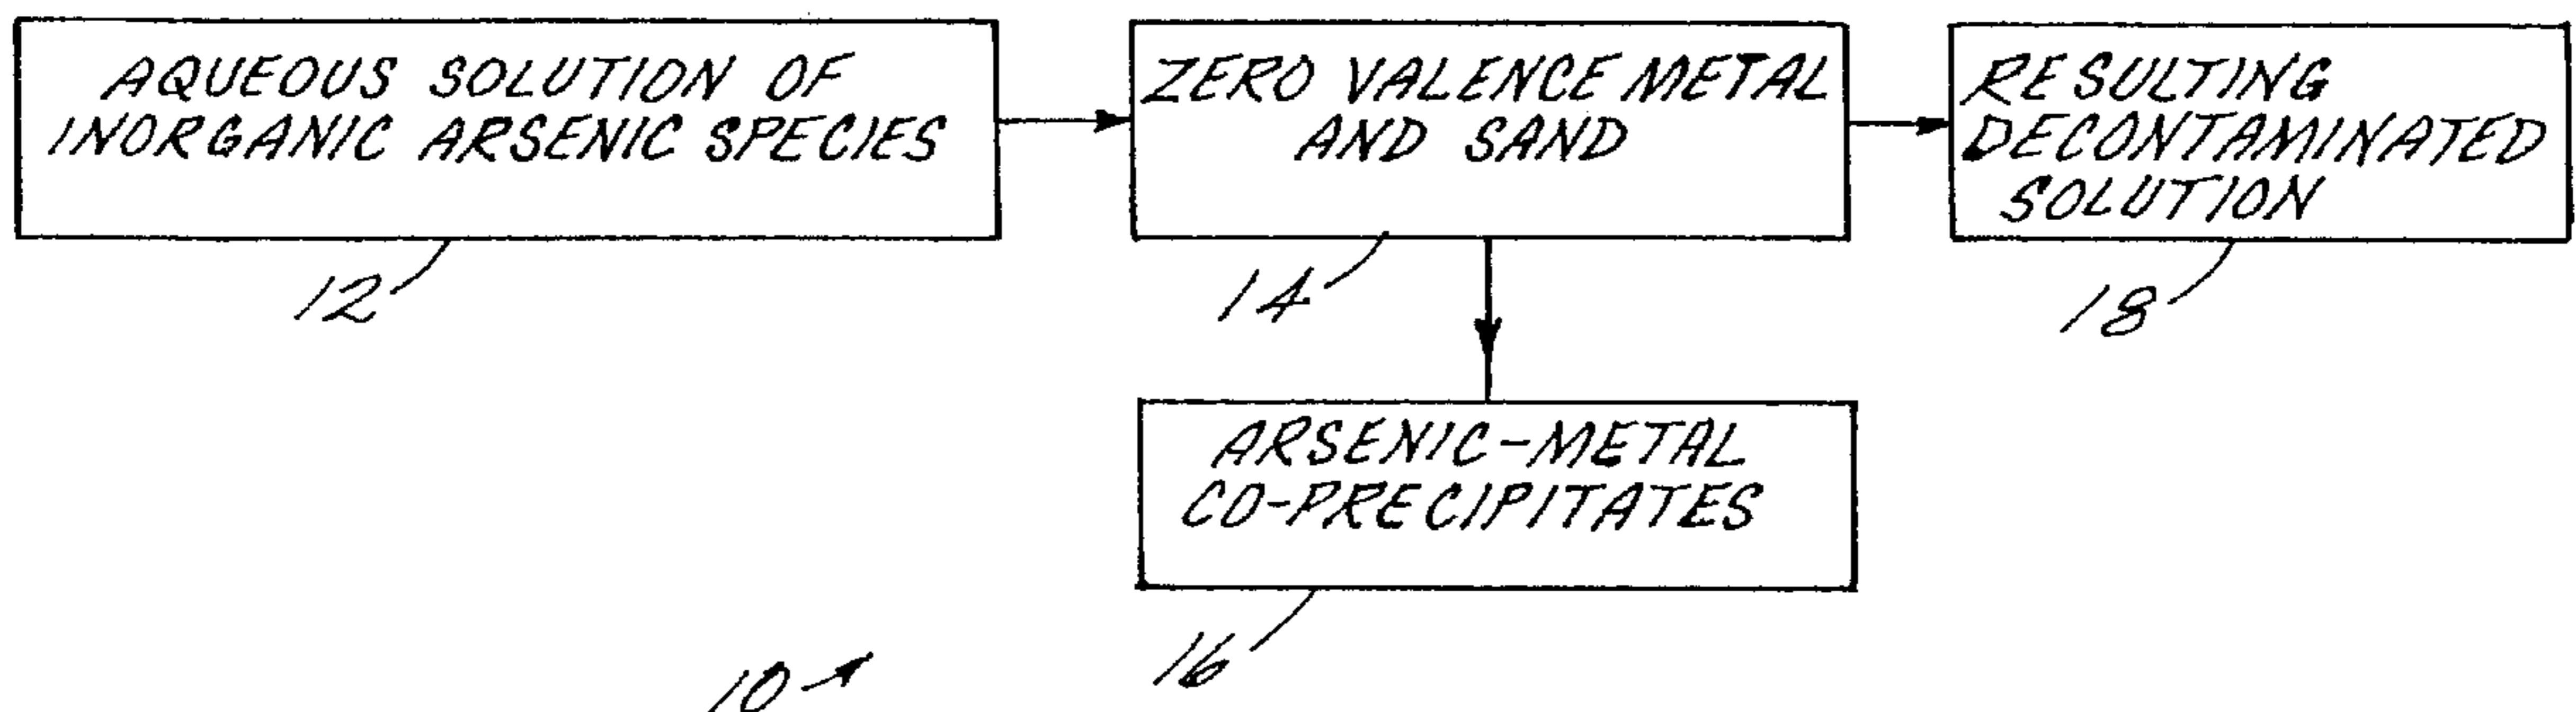 AQUEOUS SOLUTION OF
INORGANIC ARSENIC SPECIES
12
ZERO VALENCE METAL
AND SAND
14
RESULTING
DECONTAMINATED
SOLUTION
18
ARSENIC-METAL
CO-PRECIPITATES
16
10